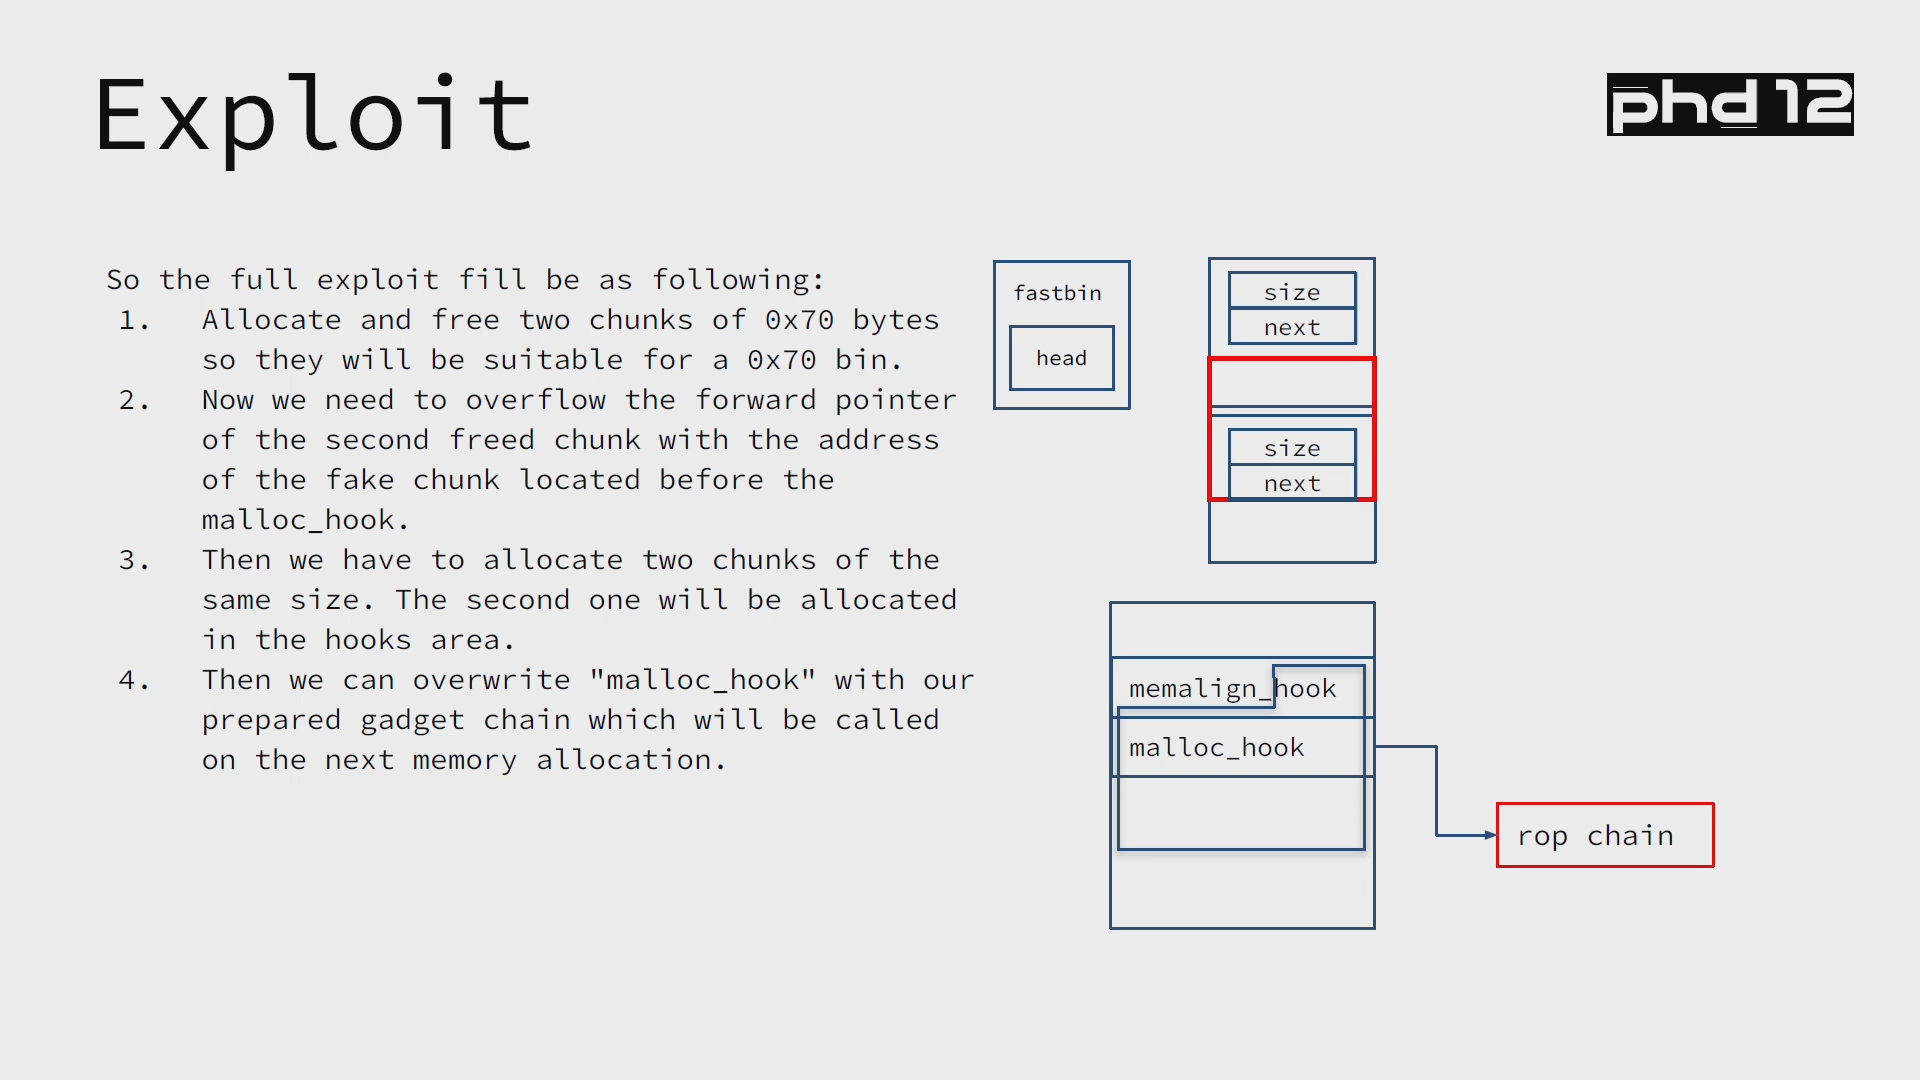 Exploit
phd 12
So the full exploit fill be as following:
1. Allocate and free two chunks of 0x70 bytes
so they will be suitable for a 0x70 bin.
2. Now we need to overflow the forward pointer
of the second freed chunk with the address
of the fake chunk located before the
malloc_hook.
3. Then we have to allocate two chunks of the
same size. The second one will be allocated
in the hooks area.
4. Then we can overwrite "malloc_hook" with our
prepared gadget chain which will be called
on the next memory allocation.
fastbin
head
size
next
size
next
memalign_hook
malloc_hook
rop chain